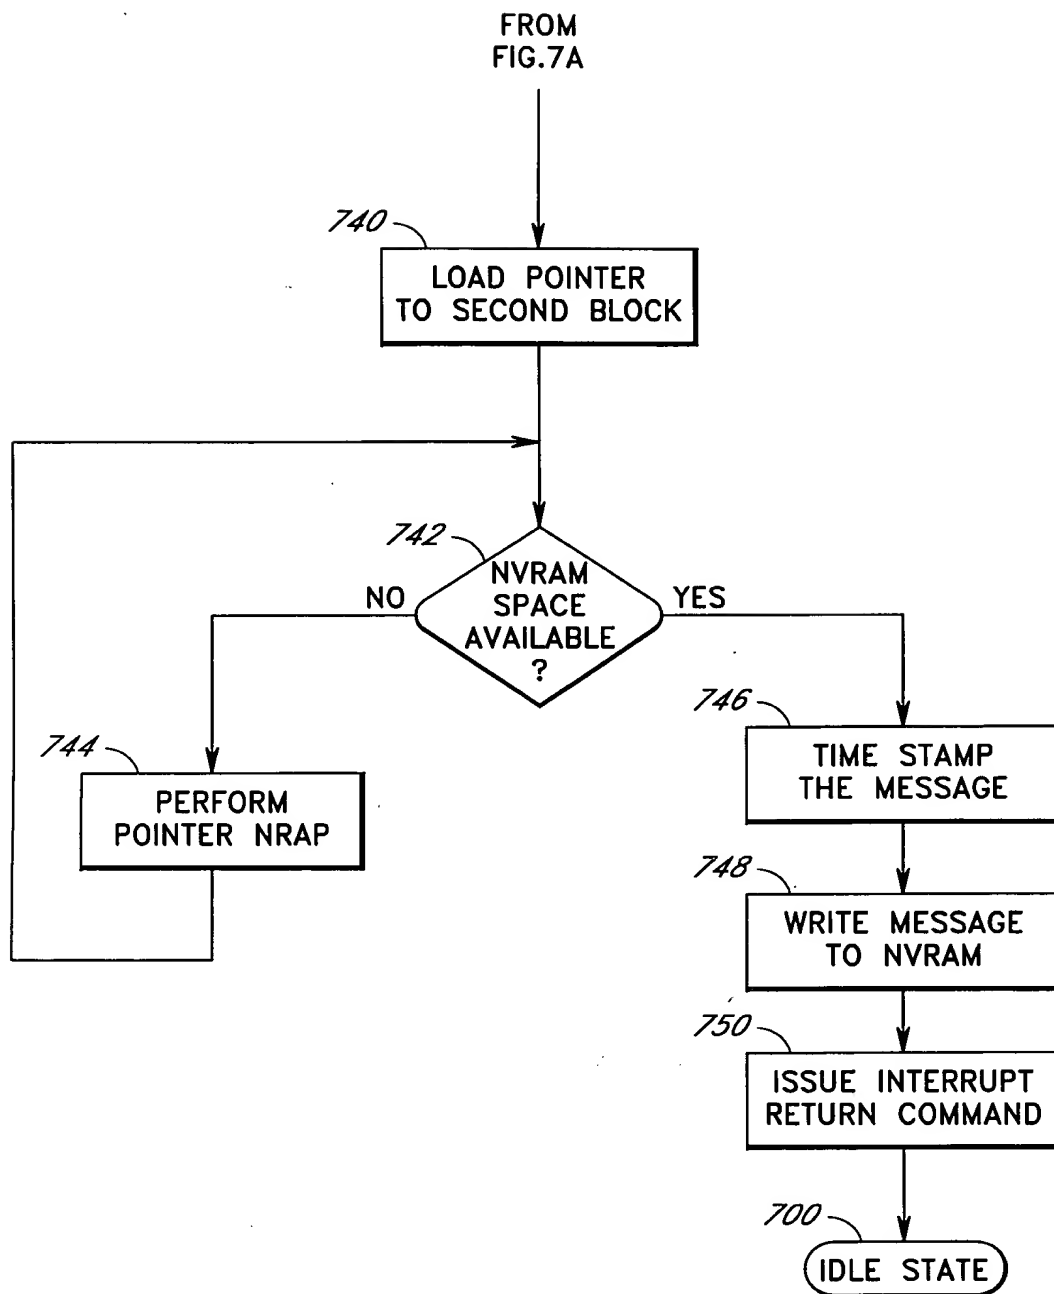 FROM
FIG.7A
740
LOAD POINTER
TO SECOND BLOCK
742
NVRAM
SPACE
AVAILABLE
?
NO
YES
744
PERFORM
POINTER NRAP
746
TIME STAMP
THE MESSAGE
748
WRITE MESSAGE
TO NVRAM
750
ISSUE INTERRUPT
RETURN COMMAND
700
IDLE STATE